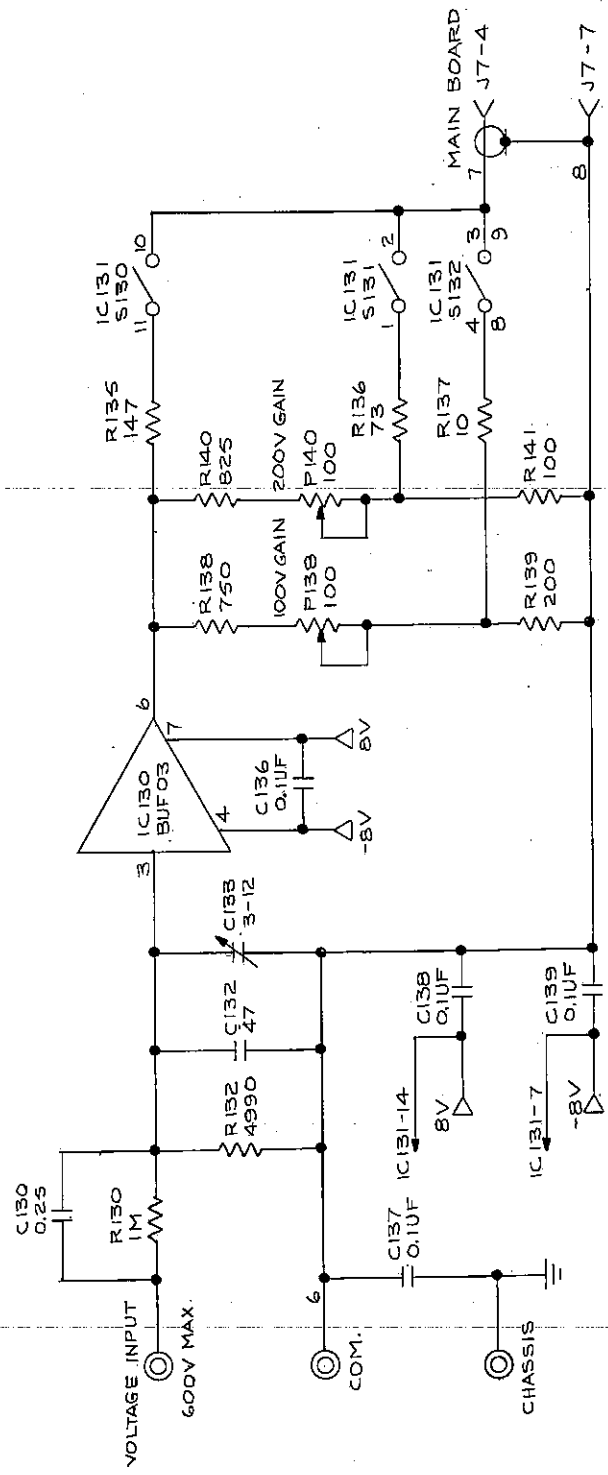 VOLTAGE INPUT
600V MAX.
C130
0.25
R130
1M
R132
4990
C132
47
C133
3-12
3
IC130
BUF03
6
7
4
C136
0.1UF
-8V
8V
R138
750
100V GAIN
P138
100
R139
200
R140
825
200V GAIN
P140
100
R141
100
R135
147
11
IC131
S130
10
R136
73
1
IC131
S131
2
R137
10
4
8
IC131
S132
3
9
MAIN BOARD
7
J7-4
8
J7-7
COM.
6
C137
0.1UF
CHASSIS
IC131-14
8V
C138
0.1UF
IC131-7
-8V
C139
0.1UF